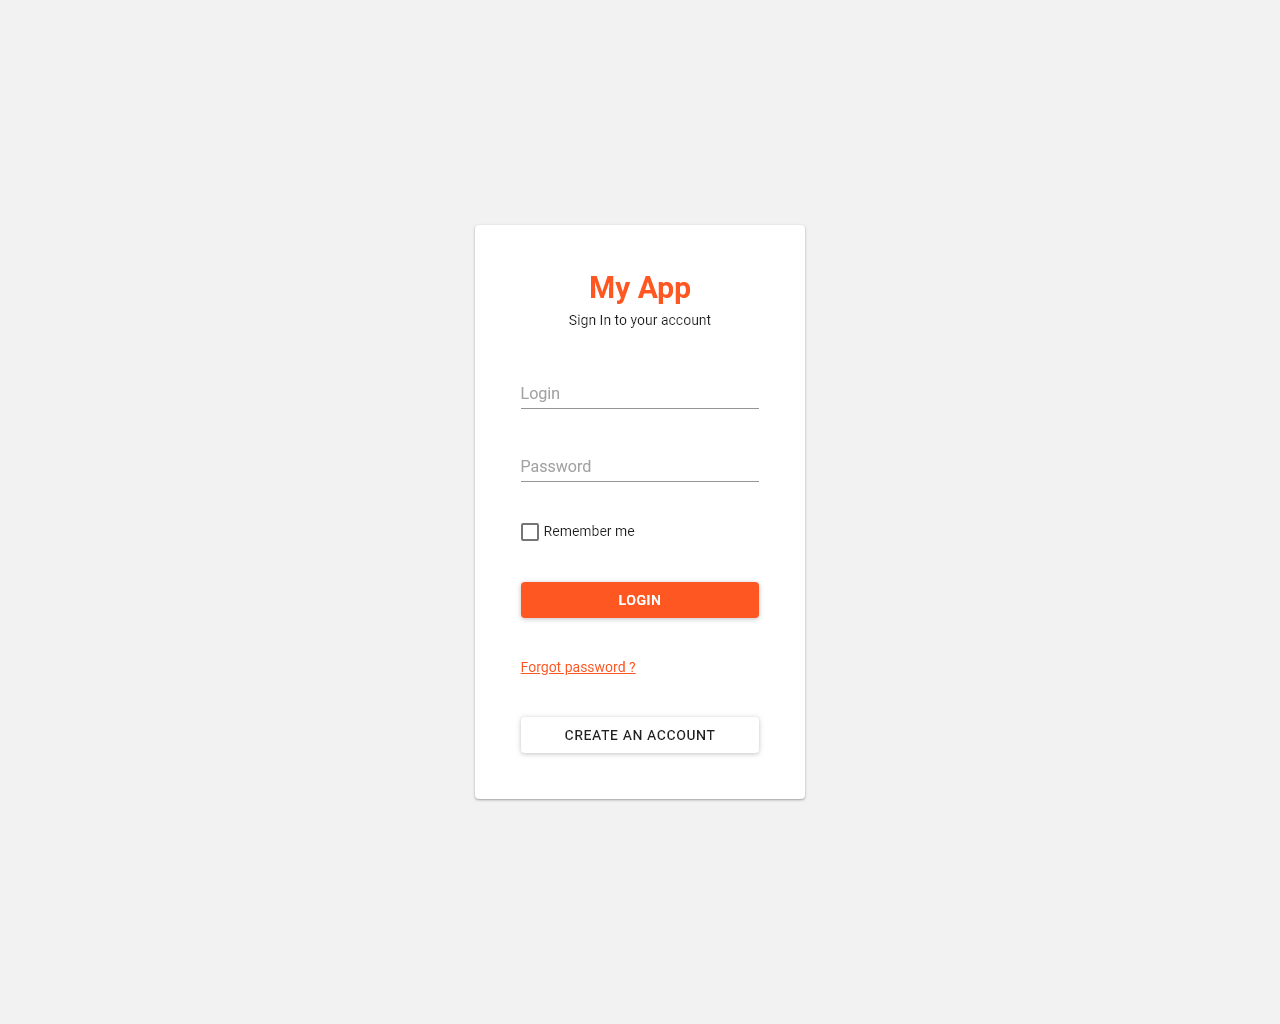 My App
Sign In to your account
Login
Password
Remember me
LOGIN
Forgot password ?
CREATE AN ACCOUNT